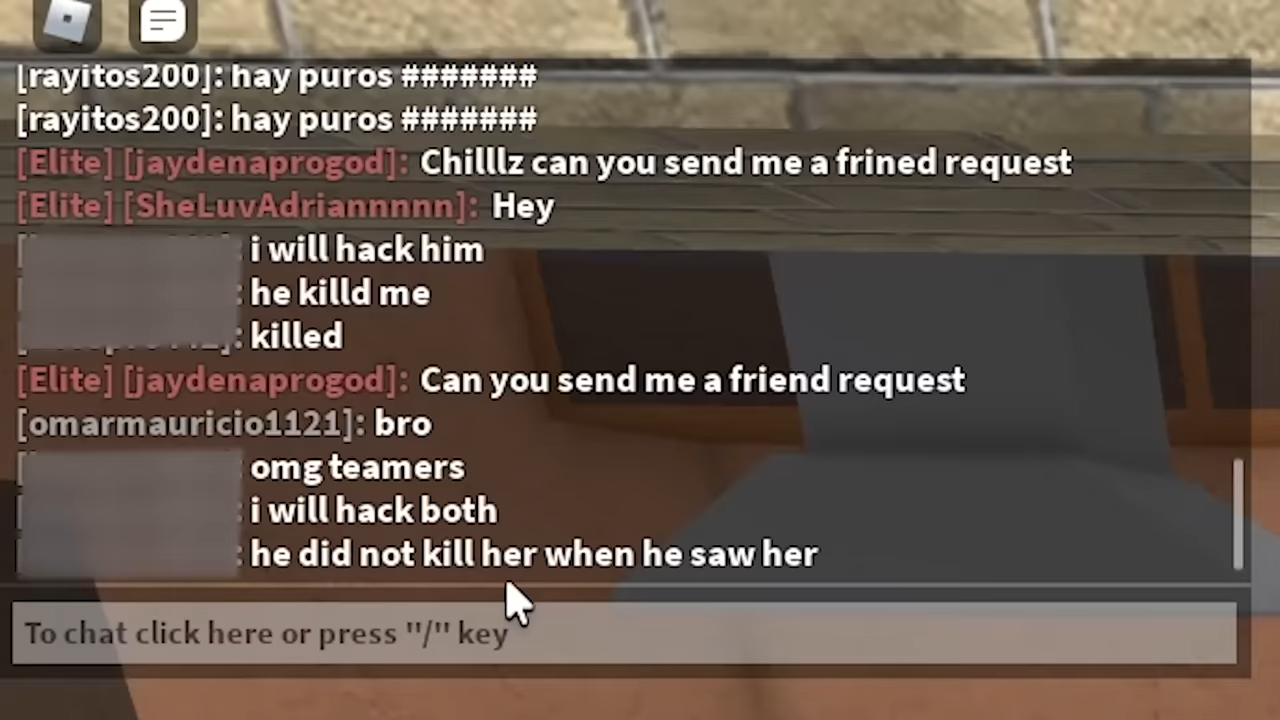 [rayitos200]: hay puros #######
[rayitos200]: hay puros #######
[Elite] [jaydenaprogod]: Chilllz can you send me a frined request
[Elite] [SheLuvAdriannnnn]: Hey
: i will hack him
: he killd me
]: killed
[Elite] [jaydenaprogod]: Can you send me a friend request
[omarmauricio1121]: bro
: omg teamers
: i will hack both
: he did not kill her when he saw her
To chat click here or press "/" key